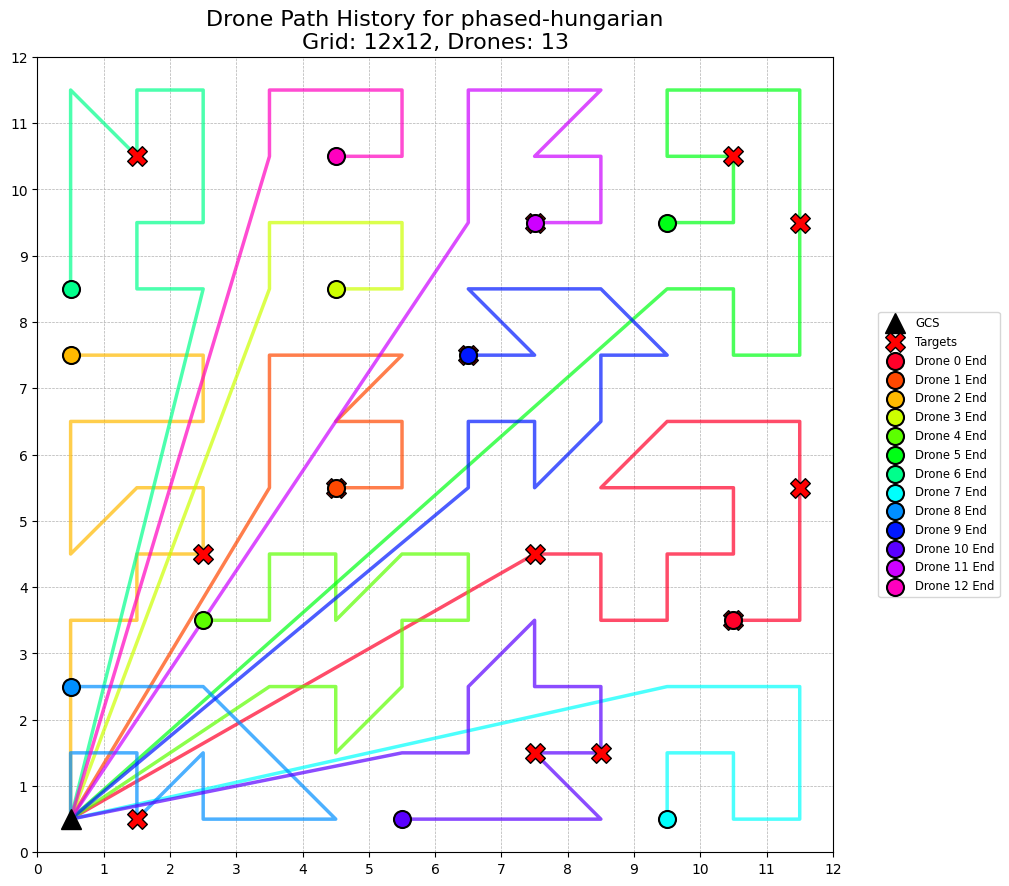 Drone Path History for phased-hungarian
Grid: 12x12, Drones: 13
12
11
10
9
8
7
6
5
4
3
2
1
0
0 1 2 3 4 5 6 7 8 9 10 11 12
GCS
Targets
Drone 0 End
Drone 1 End
Drone 2 End
Drone 3 End
Drone 4 End
Drone 5 End
Drone 6 End
Drone 7 End
Drone 8 End
Drone 9 End
Drone 10 End
Drone 11 End
Drone 12 End